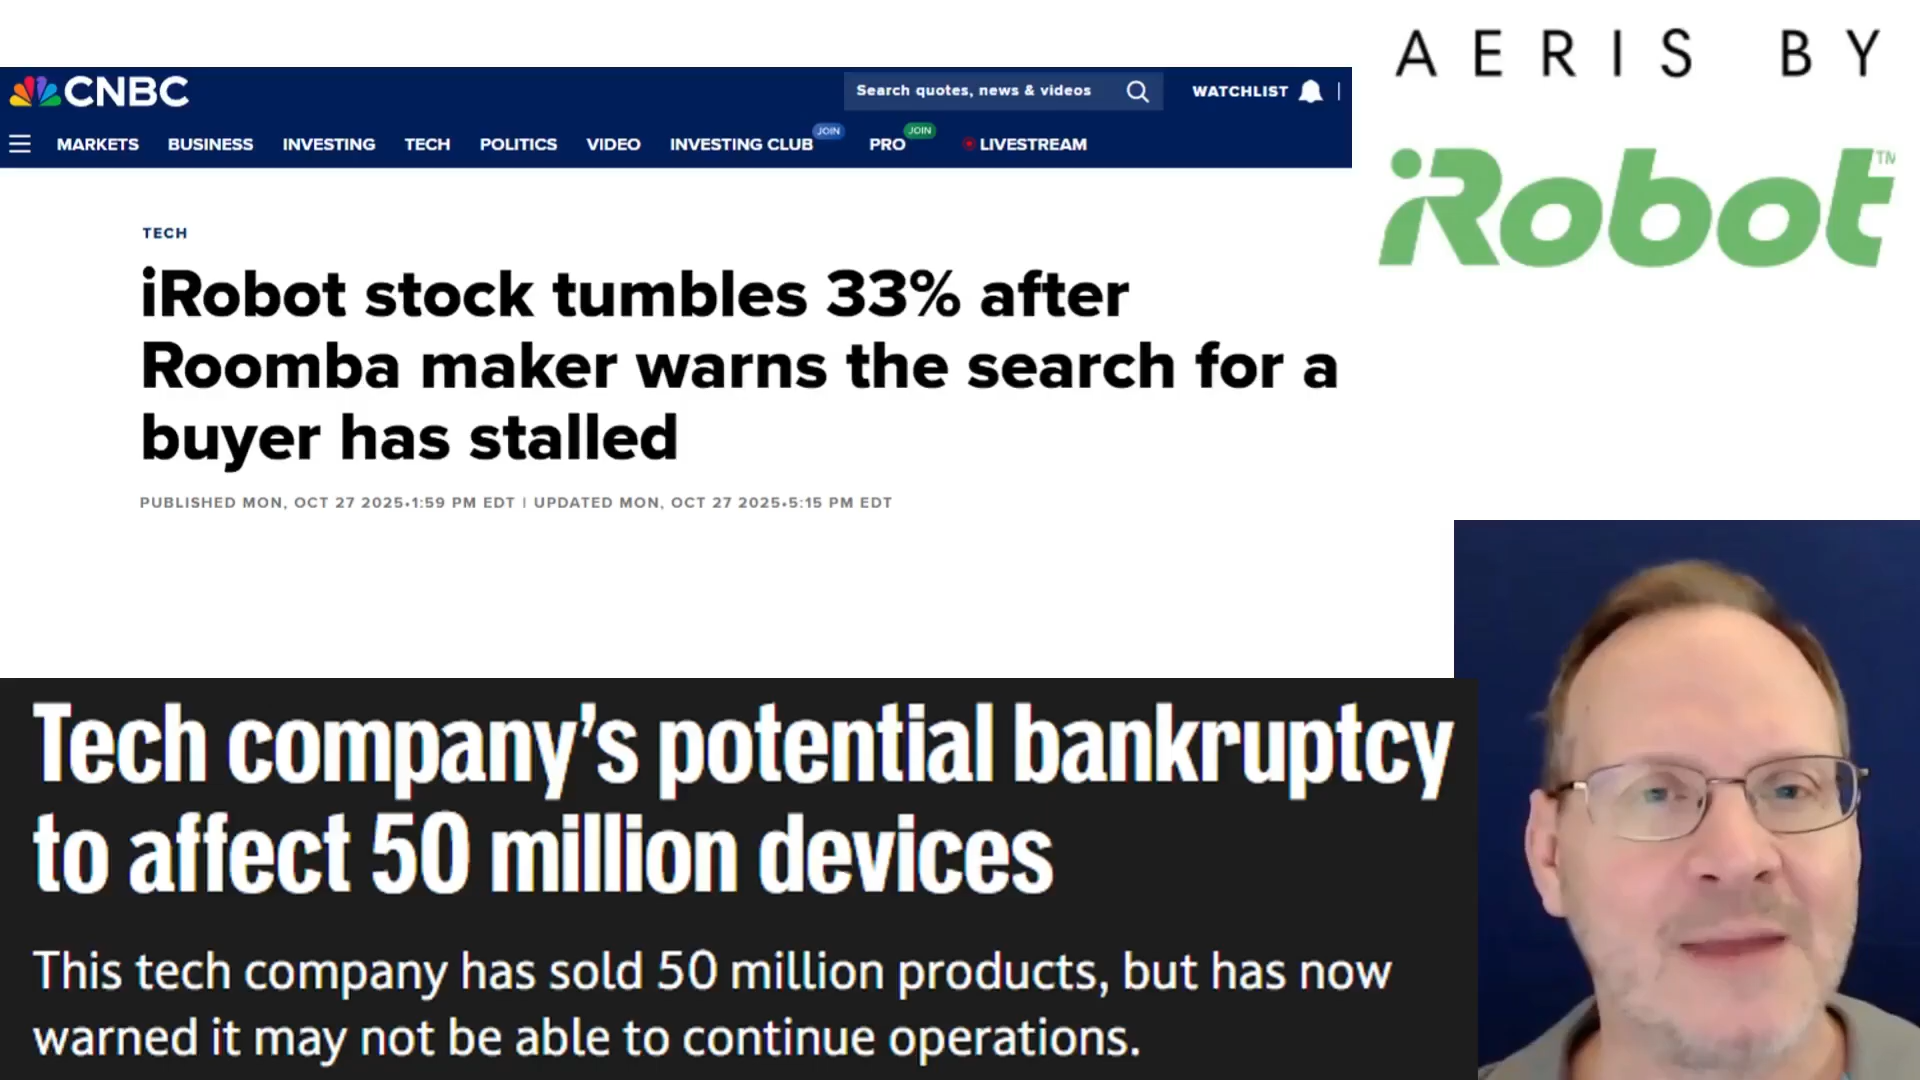 CNBC
Search quotes, news & videos
WATCHLIST
MARKETS BUSINESS INVESTING TECH POLITICS VIDEO INVESTING CLUB JOIN PRO JOIN LIVESTREAM
AERIS BY
iRobot™
TECH
iRobot stock tumbles 33% after
Roomba maker warns the search for a
buyer has stalled
PUBLISHED MON, OCT 27 2025•1:59 PM EDT | UPDATED MON, OCT 27 2025•5:15 PM EDT
Tech company’s potential bankruptcy
to affect 50 million devices
This tech company has sold 50 million products, but has now
warned it may not be able to continue operations.